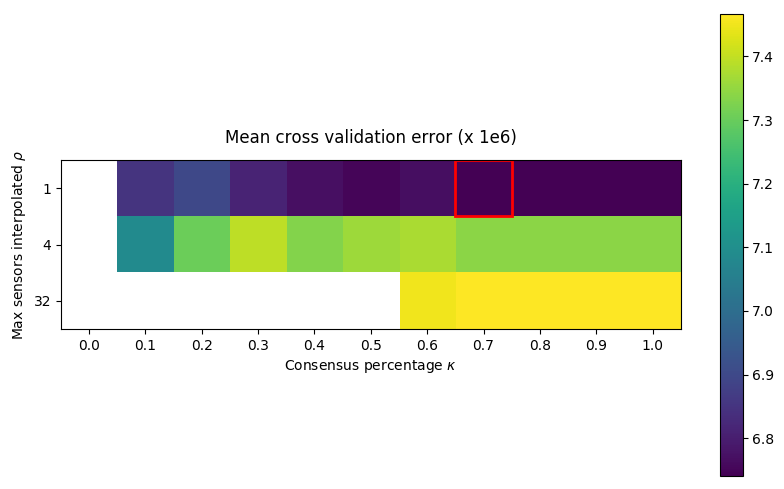 Mean cross validation error (x 1e6)
Max sensors interpolated ρ
1
4
32
0.0 0.1 0.2 0.3 0.4 0.5 0.6 0.7 0.8 0.9 1.0
Consensus percentage κ
7.4
7.3
7.2
7.1
7.0
6.9
6.8